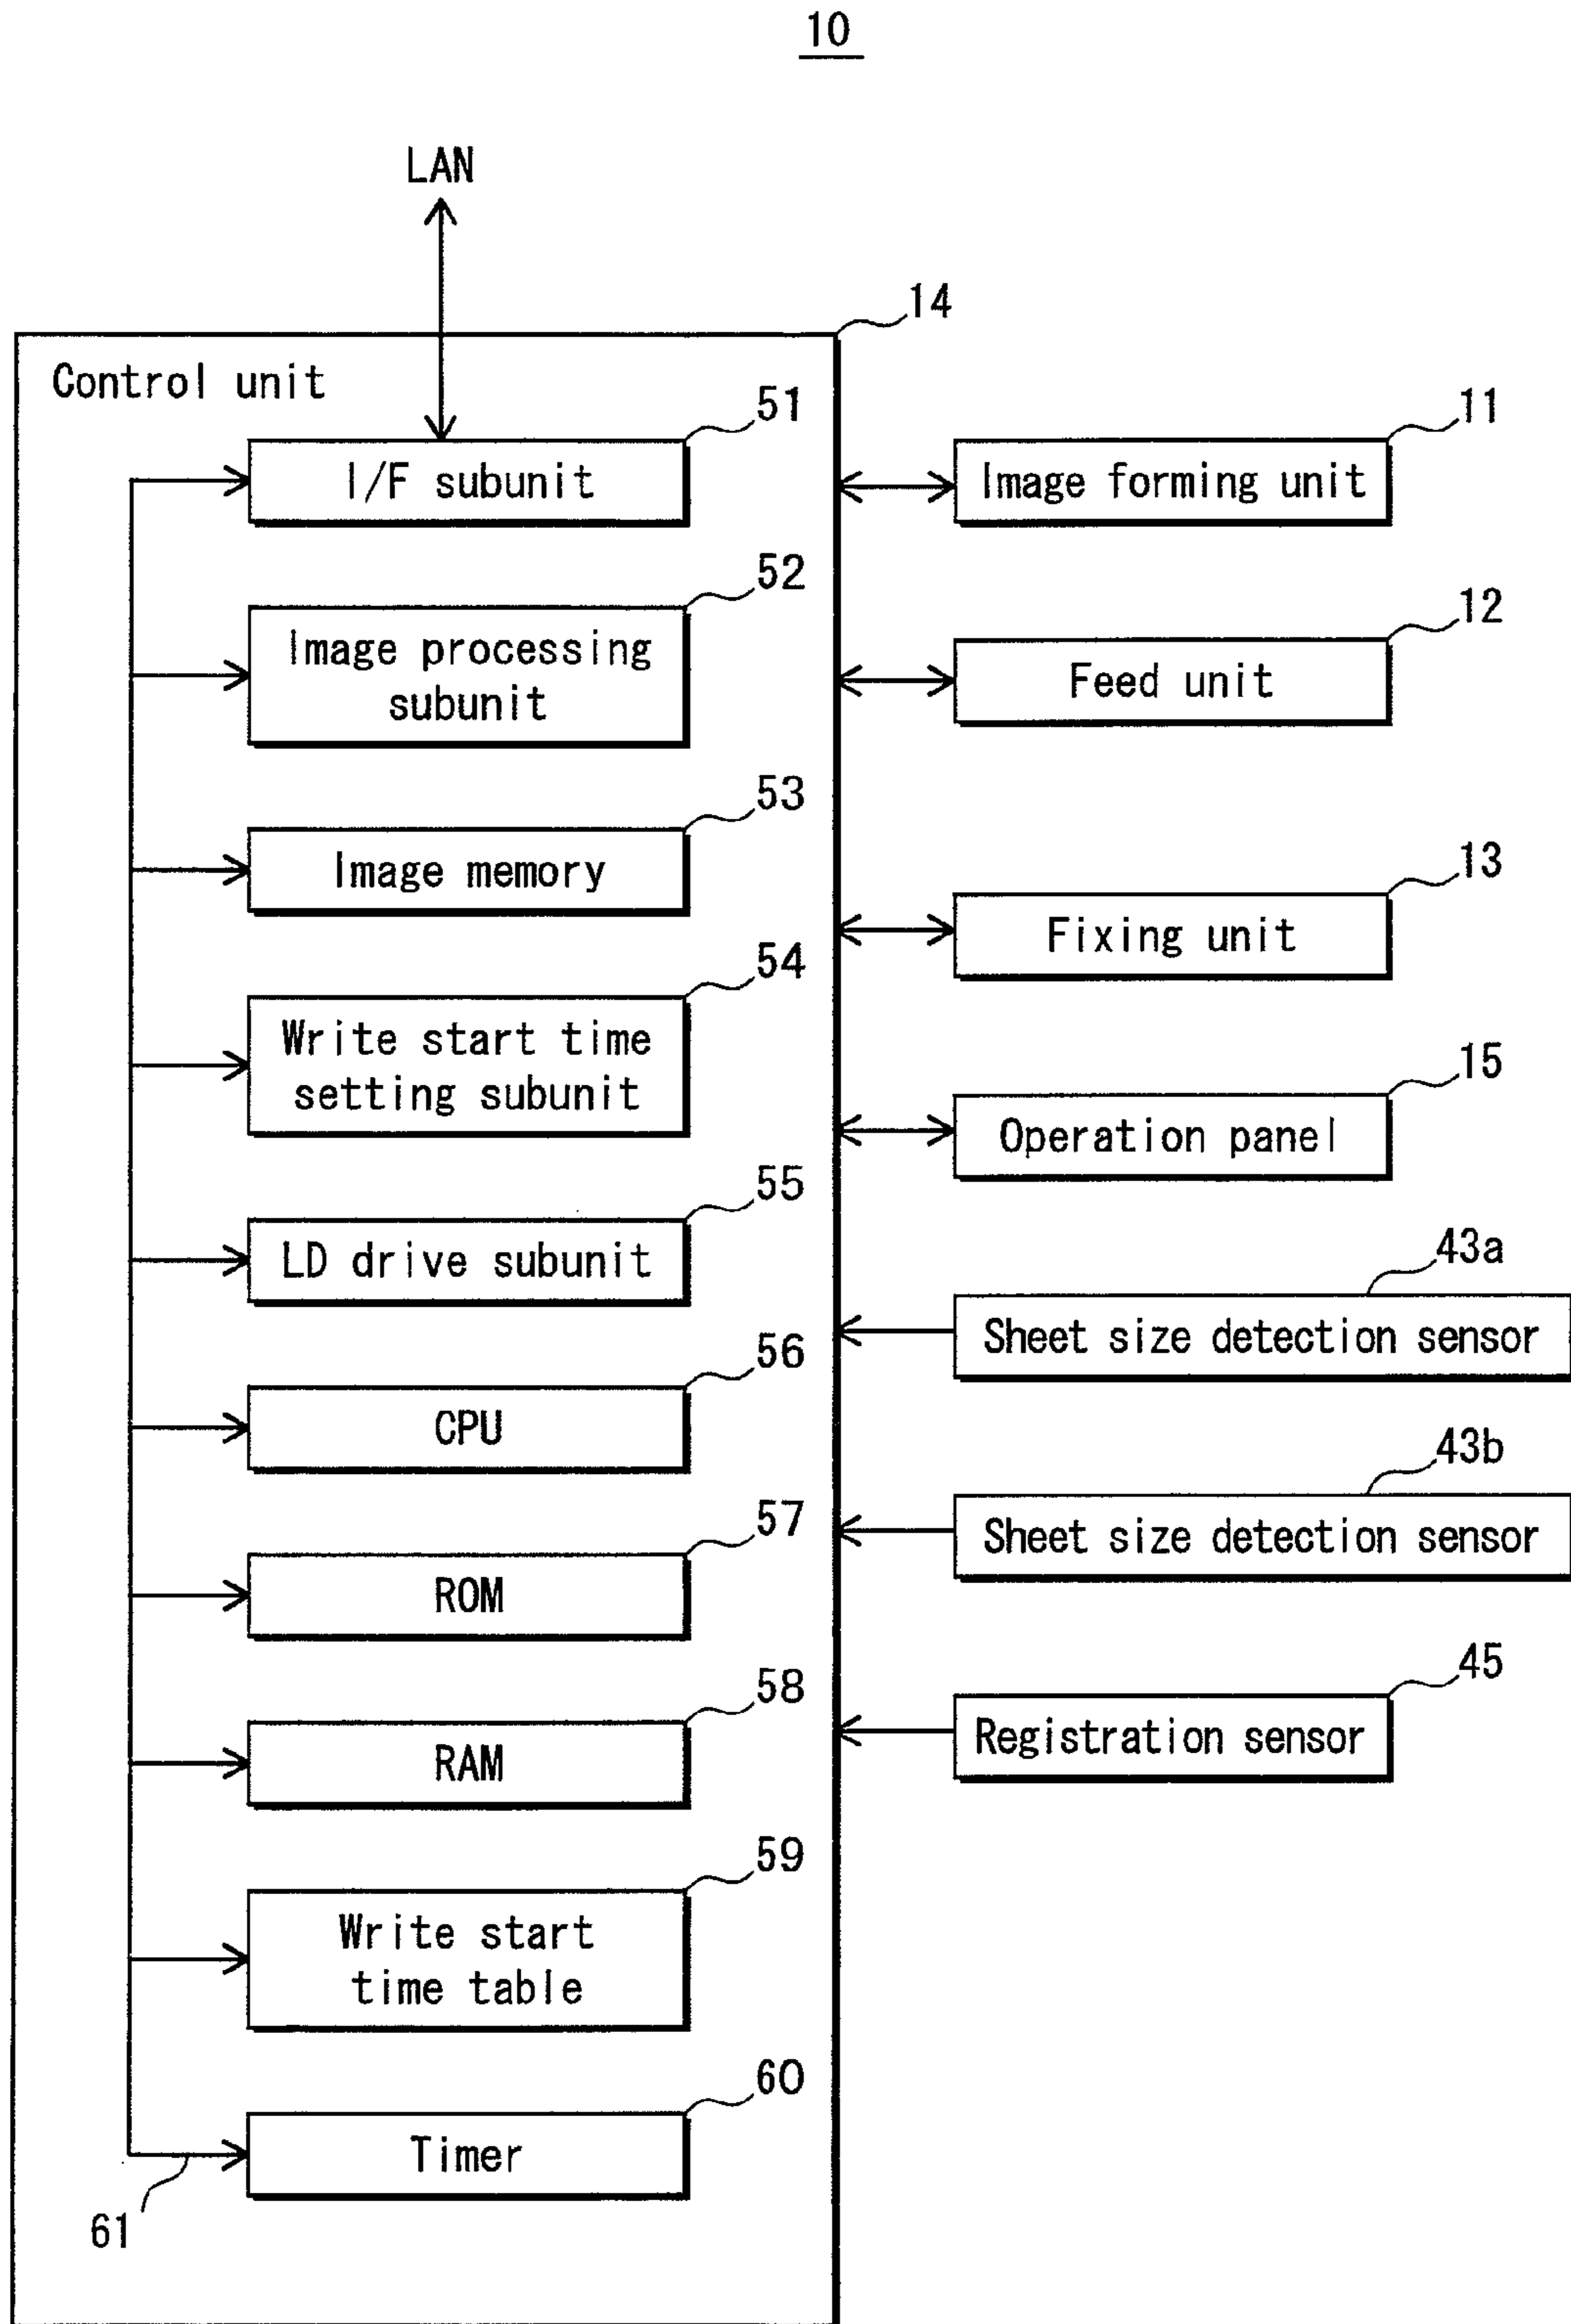 10
LAN
14
Control unit
51
I/F subunit
11
Image forming unit
52
Image processing
subunit
12
Feed unit
53
Image memory
13
Fixing unit
54
Write start time
setting subunit
15
Operation panel
55
LD drive subunit
43a
Sheet size detection sensor
56
CPU
43b
Sheet size detection sensor
57
ROM
45
Registration sensor
58
RAM
59
Write start
time table
60
Timer
61